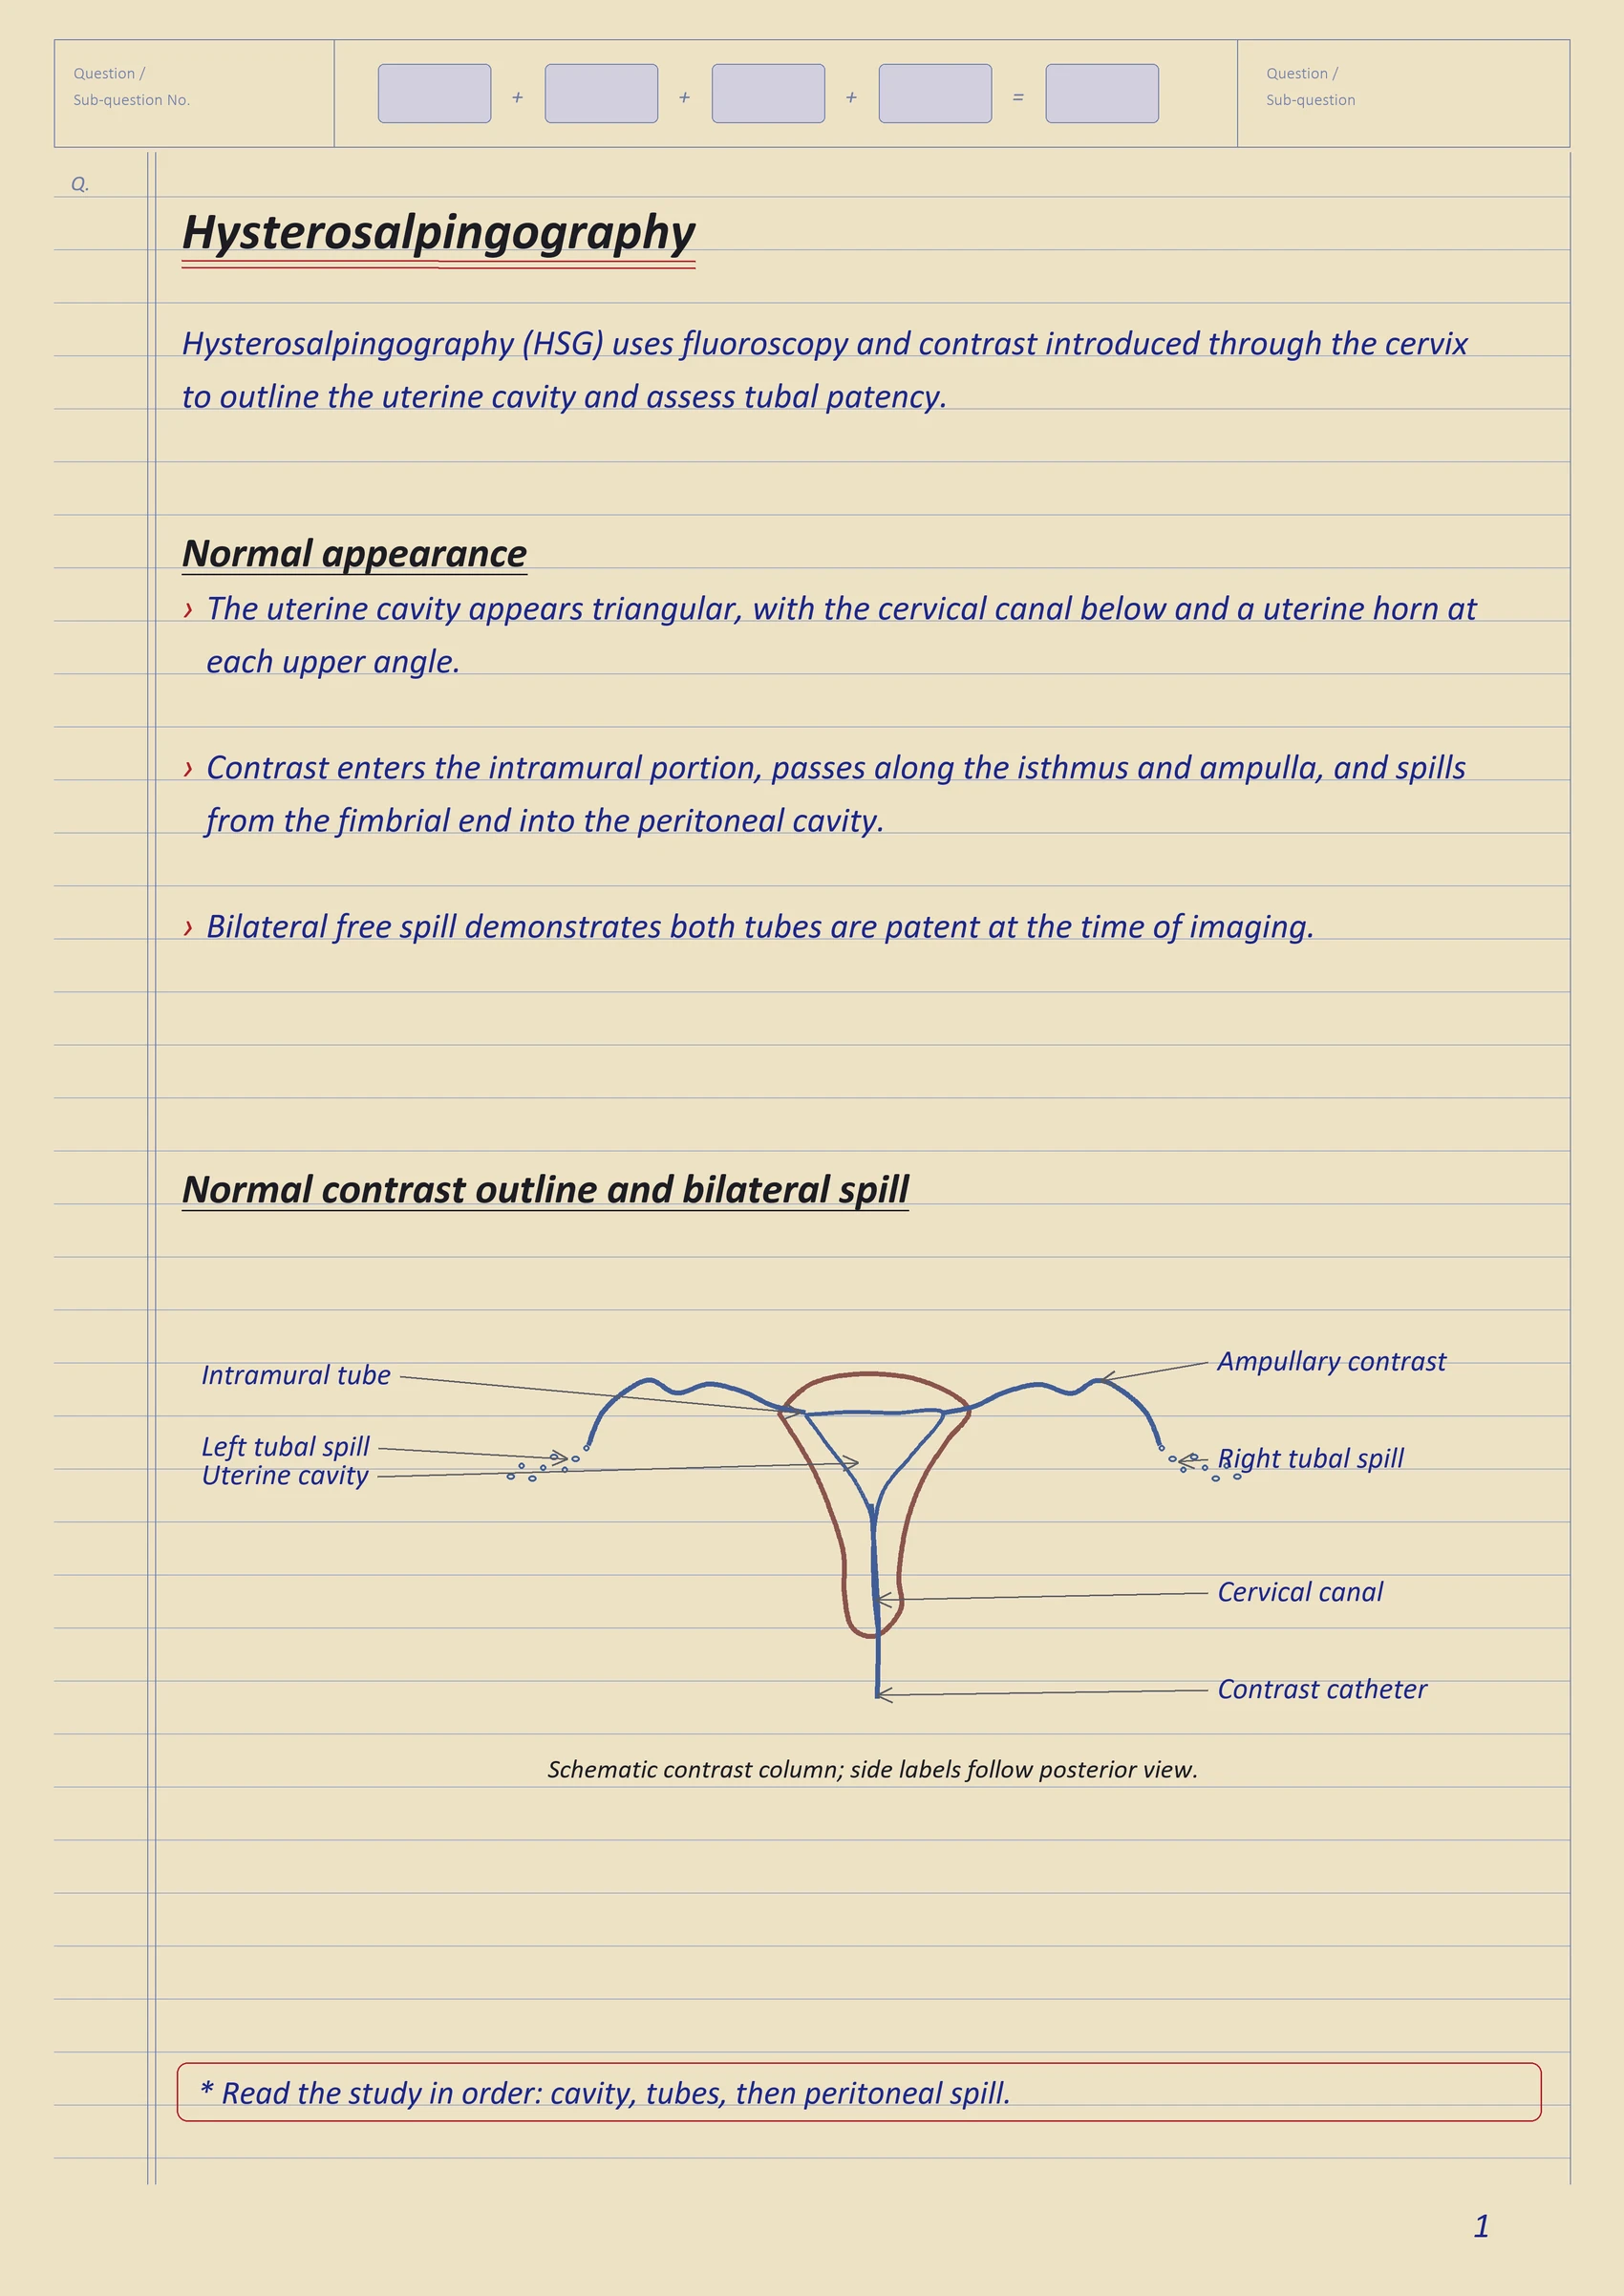 Question /
Sub-question No.
+ + + =
Question /
Sub-question
Q.
Hysterosalpingography
Hysterosalpingography (HSG) uses fluoroscopy and contrast introduced through the cervix
to outline the uterine cavity and assess tubal patency.
Normal appearance
› The uterine cavity appears triangular, with the cervical canal below and a uterine horn at
each upper angle.
› Contrast enters the intramural portion, passes along the isthmus and ampulla, and spills
from the fimbrial end into the peritoneal cavity.
› Bilateral free spill demonstrates both tubes are patent at the time of imaging.
Normal contrast outline and bilateral spill
Intramural tube
Ampullary contrast
Left tubal spill
Right tubal spill
Uterine cavity
Cervical canal
Contrast catheter
Schematic contrast column; side labels follow posterior view.
* Read the study in order: cavity, tubes, then peritoneal spill.
1